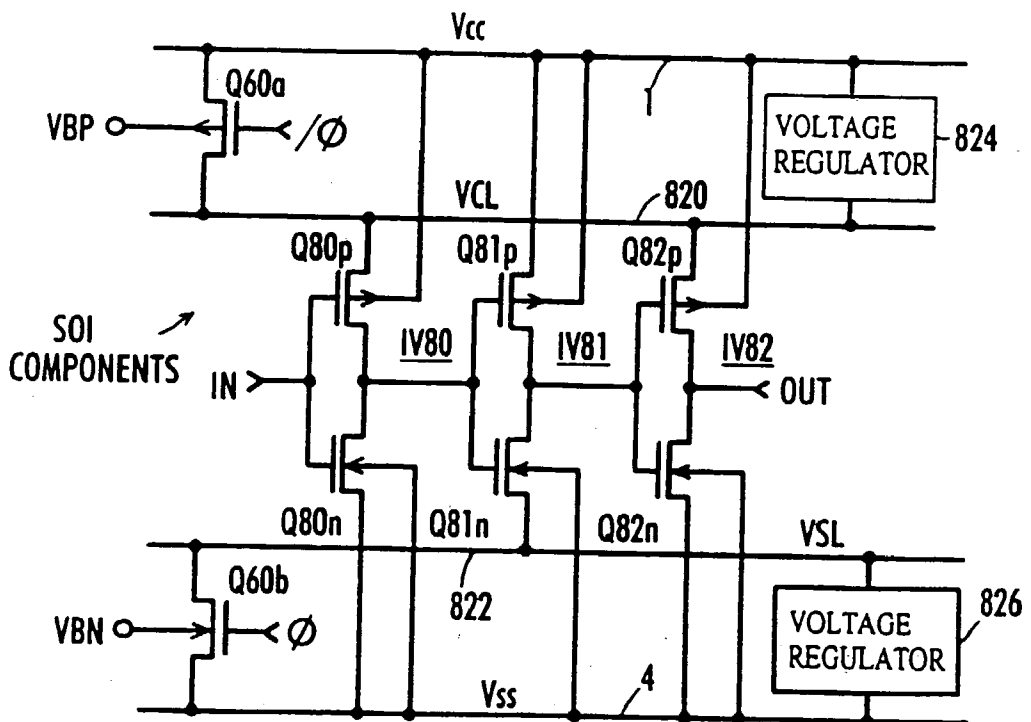 Vcc
Q60a
VBP
/Ø
1
VOLTAGE
REGULATOR
824
VCL
820
Q80p
Q81p
Q82p
SOI
COMPONENTS
IV80
IV81
IV82
IN
OUT
Q80n
Q81n
Q82n
VSL
Q60b
822
VBN
Ø
VOLTAGE
REGULATOR
826
Vss
4